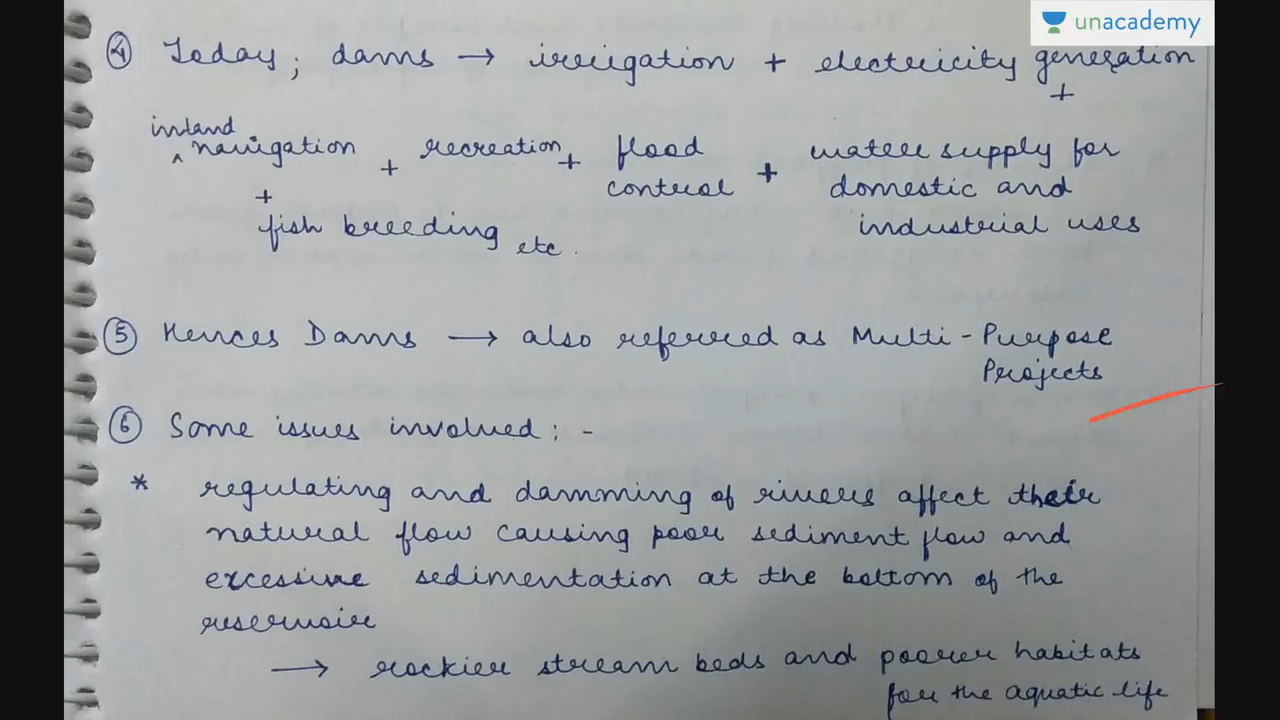 unacademy
④ Today, dams → irrigation + electricity generation
+
inland
^ navigation + recreation + flood + water supply for
control domestic and
+ industrial uses
fish breeding etc.
⑤ Hences Dams → also referred as Multi-Purpose
Projects
⑥ Some issues involved:-
* regulating and damming of rivers affect their
natural flow causing poor sediment flow and
excessive sedimentation at the bottom of the
reservoir
→ rockier stream beds and poorer habitats
for the aquatic life